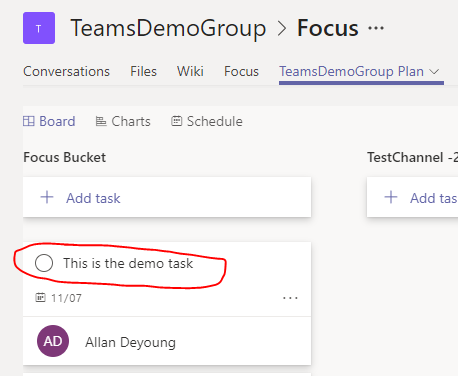 T TeamsDemoGroup > Focus ...
Conversations Files Wiki Focus TeamsDemoGroup Plan
Board Charts Schedule
Focus Bucket TestChannel -2
+ Add task + Add tas
This is the demo task
11/07 ...
AD Allan Deyoung